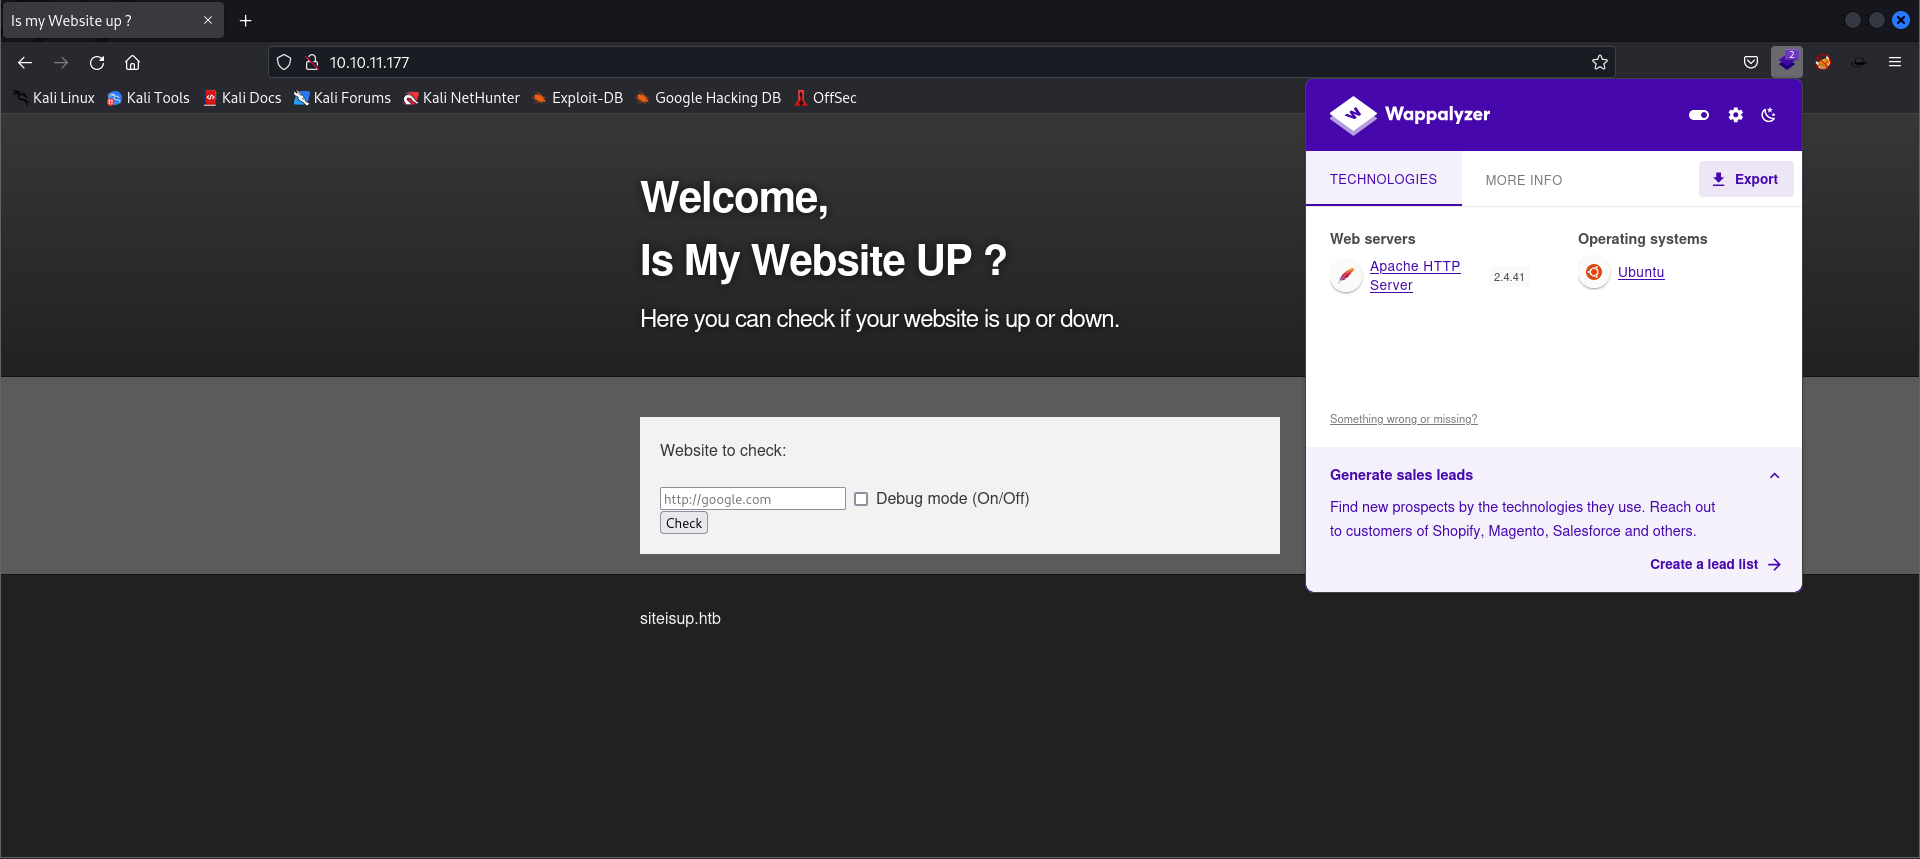 Is my Website up ?
10.10.11.177
2
Kali Linux Kali Tools Kali Docs Kali Forums Kali NetHunter Exploit-DB Google Hacking DB OffSec
Welcome,
Is My Website UP ?
Here you can check if your website is up or down.
Website to check:
http://google.com Debug mode (On/Off)
Check
siteisup.htb
Wappalyzer
TECHNOLOGIES MORE INFO Export
Web servers
Apache HTTP
Server
2.4.41
Operating systems
Ubuntu
Something wrong or missing?
Generate sales leads
Find new prospects by the technologies they use. Reach out
to customers of Shopify, Magento, Salesforce and others.
Create a lead list